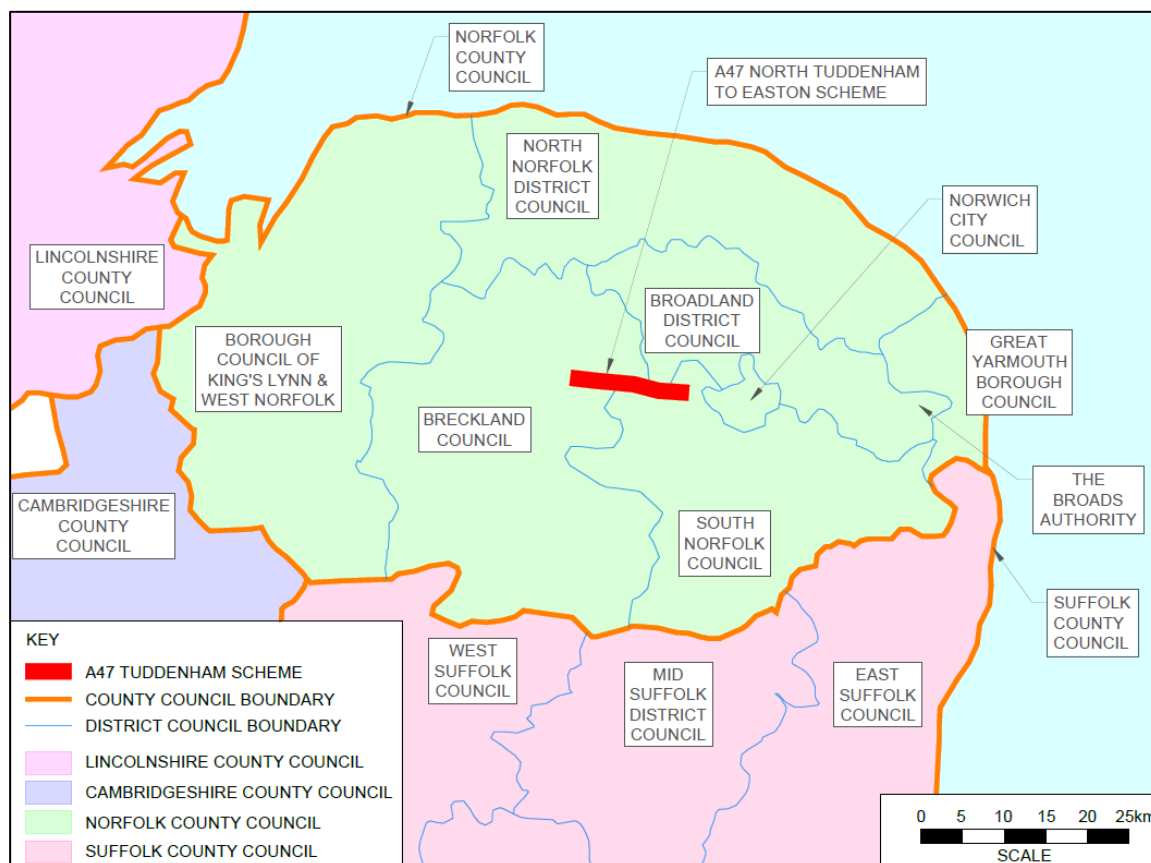 NORFOLK
COUNTY
COUNCIL
A47 NORTH TUDDENHAM
TO EASTON SCHEME
NORTH
NORFOLK
DISTRICT
COUNCIL
NORWICH
CITY
COUNCIL
LINCOLNSHIRE
COUNTY
COUNCIL
BROADLAND
DISTRICT
COUNCIL
BOROUGH
COUNCIL OF
KING'S LYNN &
WEST NORFOLK
GREAT
YARMOUTH
BOROUGH
COUNCIL
BRECKLAND
COUNCIL
CAMBRIDGESHIRE
COUNTY
COUNCIL
THE
BROADS
AUTHORITY
SOUTH
NORFOLK
COUNCIL
SUFFOLK
COUNTY
COUNCIL
WEST
SUFFOLK
COUNCIL
MID
SUFFOLK
DISTRICT
COUNCIL
EAST
SUFFOLK
COUNCIL
KEY
A47 TUDDENHAM SCHEME
COUNTY COUNCIL BOUNDARY
DISTRICT COUNCIL BOUNDARY
LINCOLNSHIRE COUNTY COUNCIL
CAMBRIDGESHIRE COUNTY COUNCIL
NORFOLK COUNTY COUNCIL
SUFFOLK COUNTY COUNCIL
0 5 10 15 20 25km
SCALE